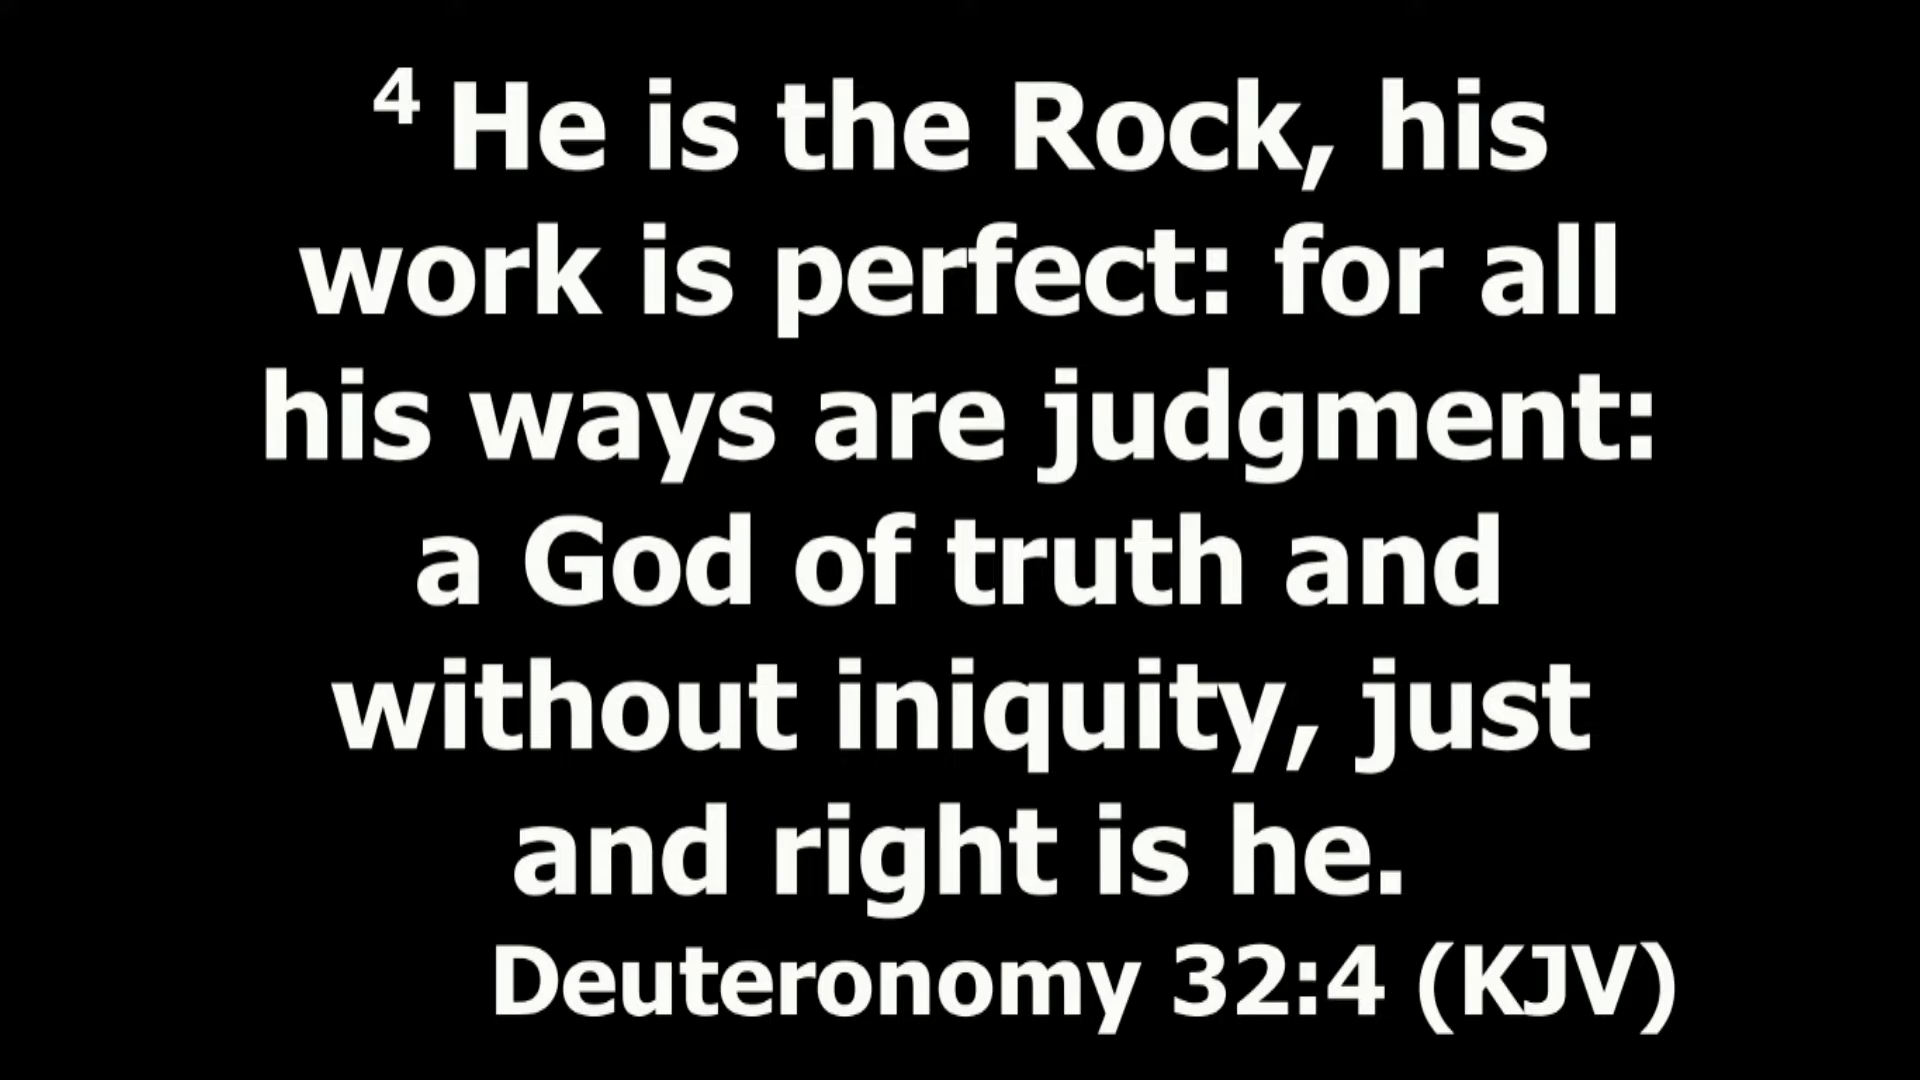 4 He is the Rock, his
work is perfect: for all
his ways are judgment:
a God of truth and
without iniquity, just
and right is he.
Deuteronomy 32:4 (KJV)